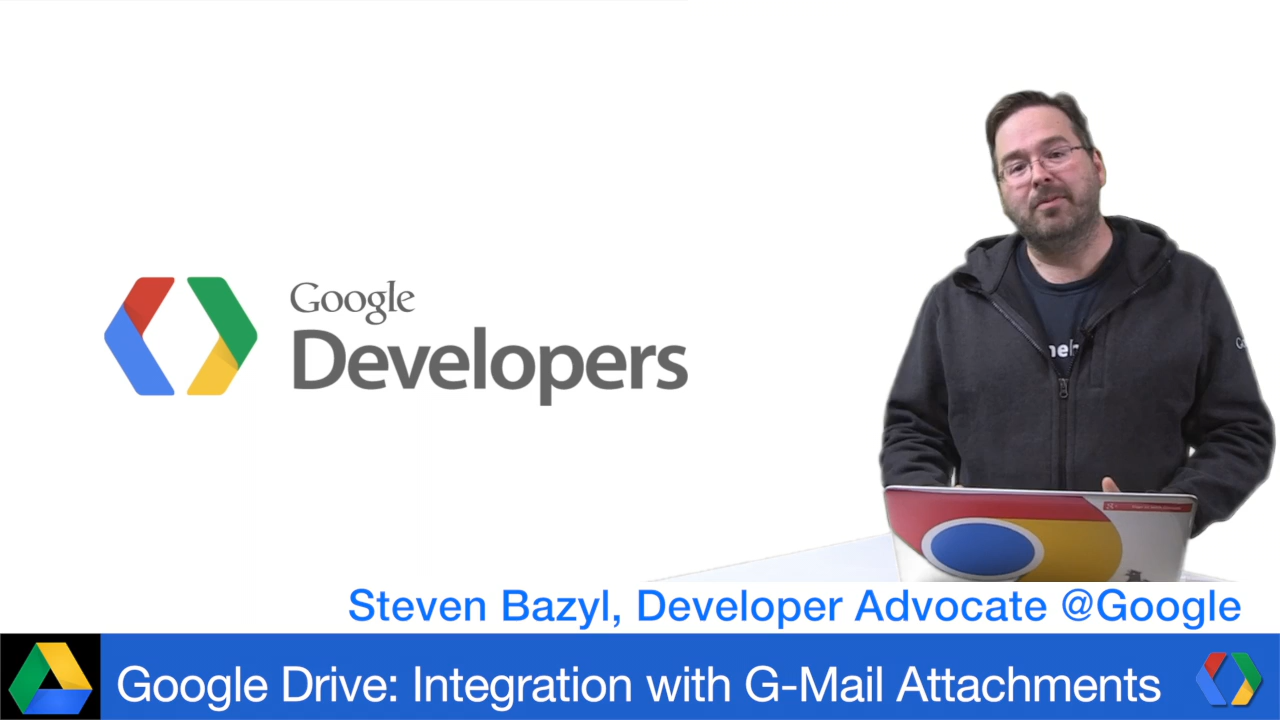 Google
Developers
Steven Bazyl, Developer Advocate @Google
Google Drive: Integration with G-Mail Attachments